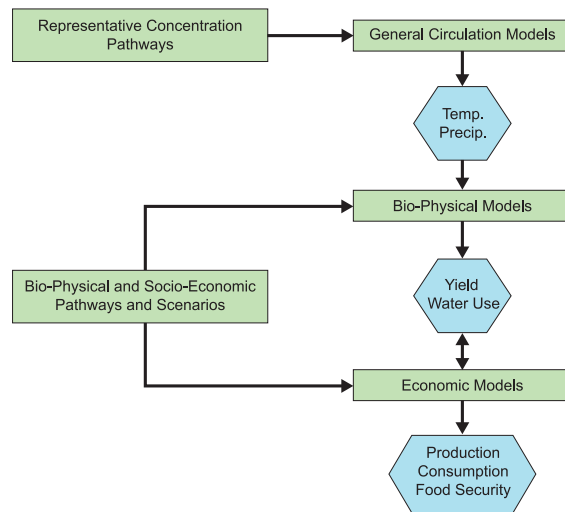 Representative Concentration
Pathways
General Circulation Models
Temp.
Precip.
Bio-Physical Models
Bio-Physical and Socio-Economic
Pathways and Scenarios
Yield
Water Use
Economic Models
Production
Consumption
Food Security